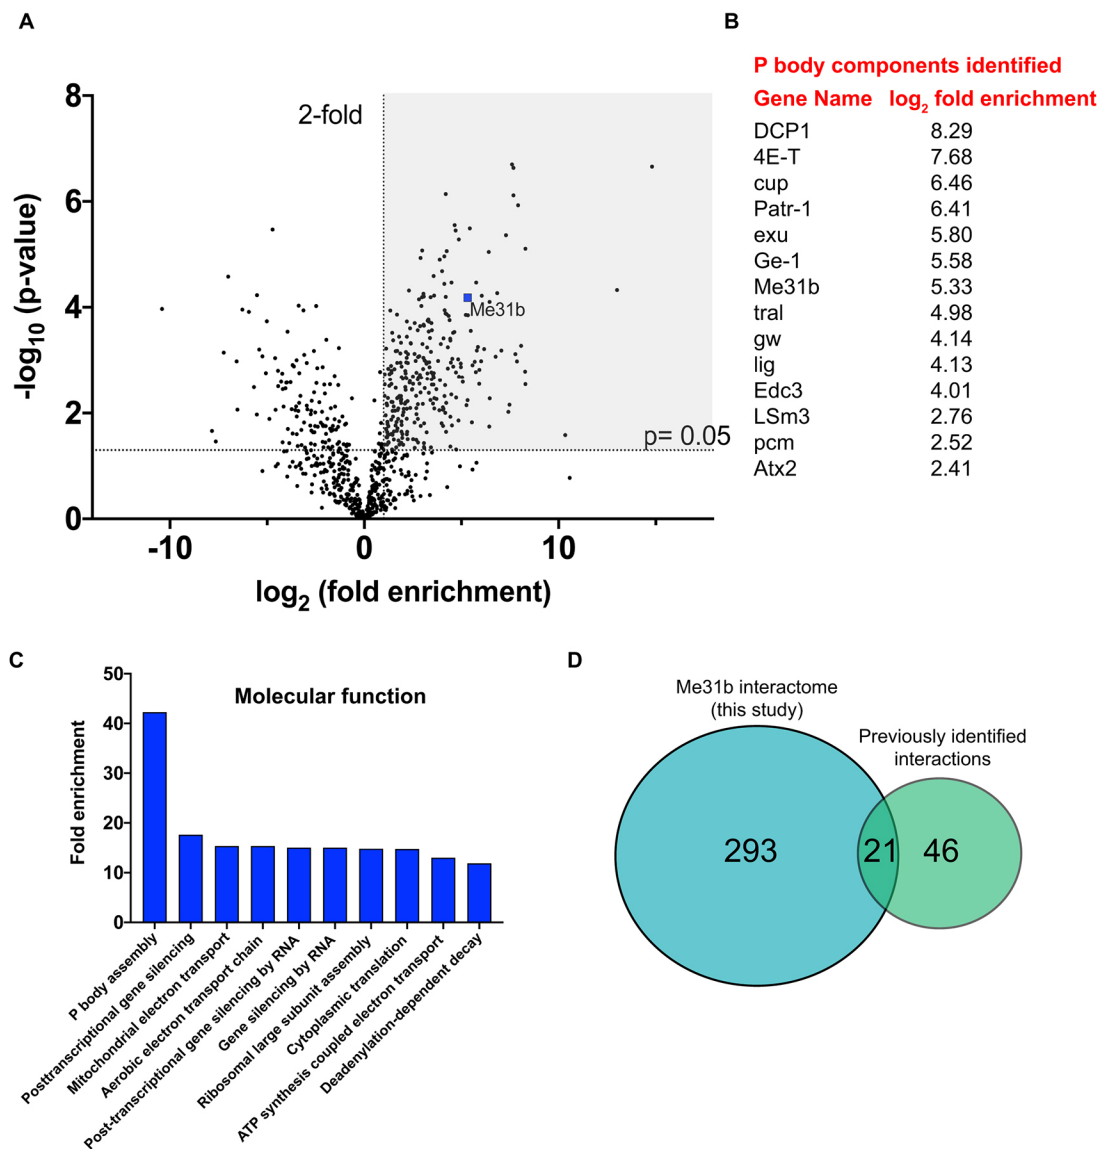 A
8
6
4
2
0
-10
0
10
2-fold
Me31b
p= 0.05
-log10 (p-value)
log2 (fold enrichment)
B
P body components identified
Gene Name log2 fold enrichment
DCP1 8.29
4E-T 7.68
cup 6.46
Patr-1 6.41
exu 5.80
Ge-1 5.58
Me31b 5.33
tral 4.98
gw 4.14
lig 4.13
Edc3 4.01
LSm3 2.76
pcm 2.52
Atx2 2.41
C
Molecular function
Fold enrichment
50
40
30
20
10
0
P body assembly
Posttranscriptional gene silencing
Mitochondrial electron transport
Aerobic electron transport chain
Post-transcriptional gene silencing by RNA
Gene silencing by RNA
Ribosomal large subunit assembly
Cytoplasmic translation
ATP synthesis coupled electron transport
Deadenylation-dependent decay
D
Me31b interactome
(this study)
Previously identified
interactions
293
21
46